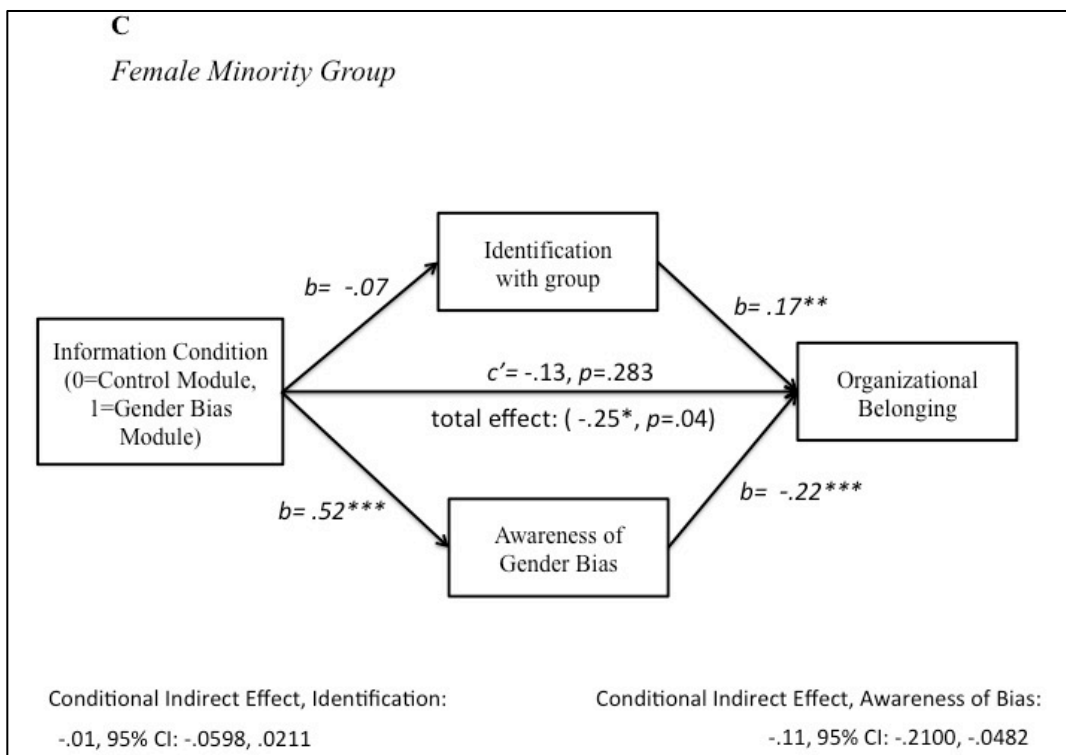 C
Female Minority Group
Identification
with group
b= -.07
b= .17**
Information Condition
(0=Control Module,
1=Gender Bias
Module)
c’= -.13, p=.283
total effect: ( -.25*, p=.04)
Organizational
Belonging
b= .52***
b= -.22***
Awareness of
Gender Bias
Conditional Indirect Effect, Identification:
-.01, 95% CI: -.0598, .0211
Conditional Indirect Effect, Awareness of Bias:
-.11, 95% CI: -.2100, -.0482